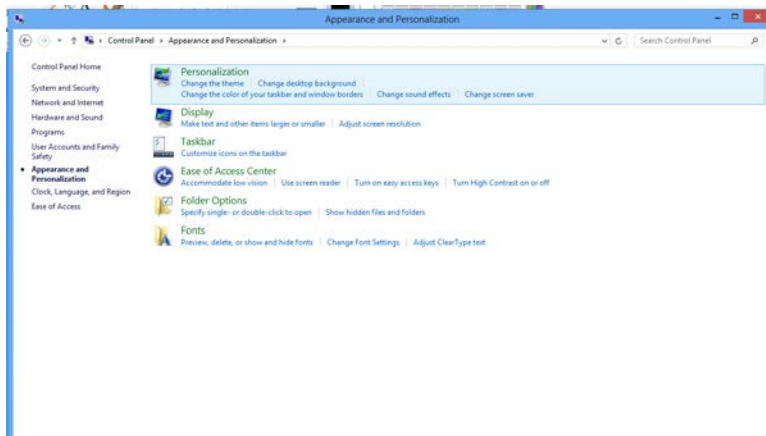 Appearance and Personalization
Control Panel Appearance and Personalization
Search Control Panel
Control Panel Home
System and Security
Network and Internet
Hardware and Sound
Programs
User Accounts and Family
Safety
Appearance and
Personalization
Clock, Language, and Region
Ease of Access
Personalization
Change the theme Change desktop background
Change the color of your taskbar and window borders Change sound effects Change screen saver
Display
Make text and other items larger or smaller Adjust screen resolution
Taskbar
Customize icons on the taskbar
Ease of Access Center
Accommodate low vision Use screen reader Turn on easy access keys Turn High Contrast on or off
Folder Options
Specify single- or double-click to open Show hidden files and folders
Fonts
Preview, delete, or show and hide fonts Change Font Settings Adjust ClearType text